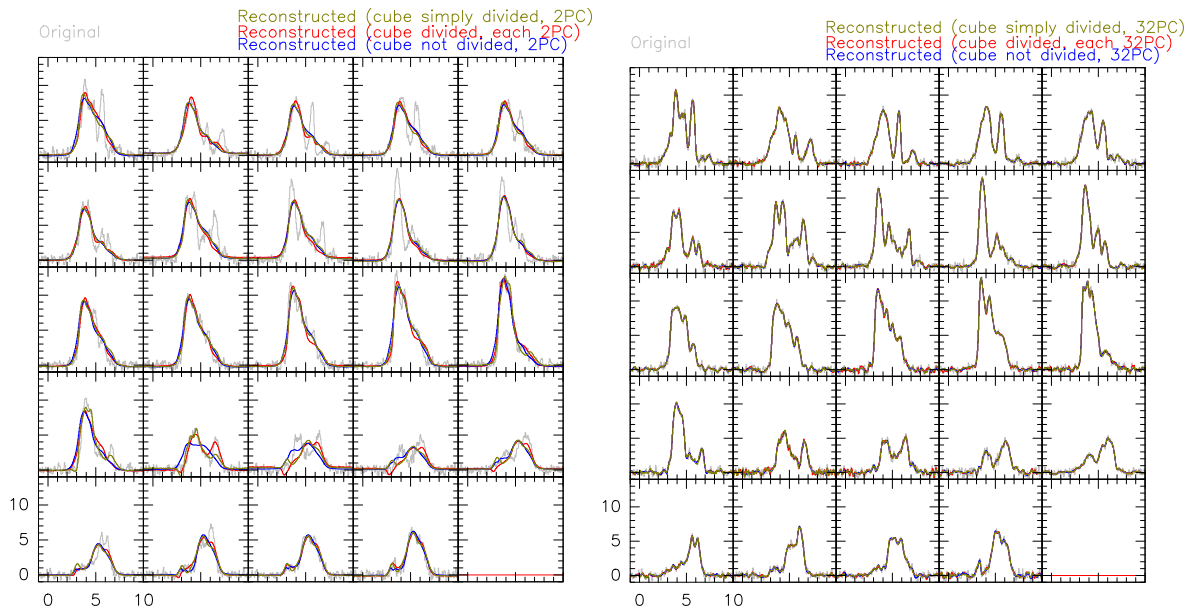 Reconstructed (cube simply divided, 2PC)
Original
Reconstructed (cube divided, each 2PC)
Reconstructed (cube not divided, 2PC)
10
5
0
0 5 10
Reconstructed (cube simply divided, 32PC)
Original
Reconstructed (cube divided, each 32PC)
Reconstructed (cube not divided, 32PC)
10
5
0
0 5 10